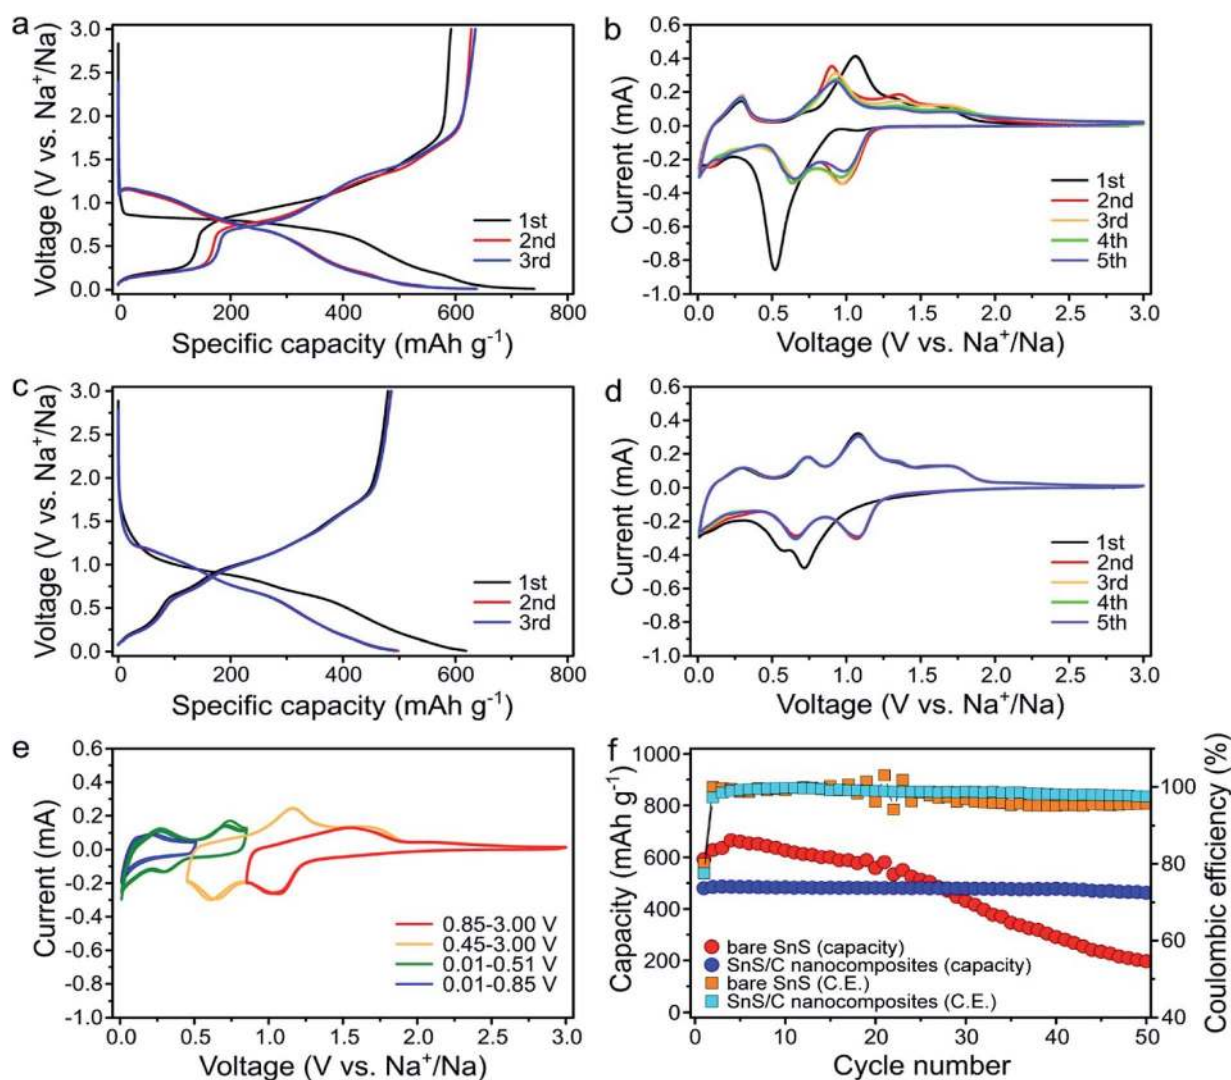 a
Voltage (V vs. Na⁺/Na)
3.0
2.5
2.0
1.5
1.0
0.5
0.0
1st
2nd
3rd
0 200 400 600 800
Specific capacity (mAh g⁻¹)
b
Current (mA)
0.6
0.4
0.2
0.0
-0.2
-0.4
-0.6
-0.8
-1.0
1st
2nd
3rd
4th
5th
0.0 0.5 1.0 1.5 2.0 2.5 3.0
Voltage (V vs. Na⁺/Na)
c
Voltage (V vs. Na⁺/Na)
3.0
2.5
2.0
1.5
1.0
0.5
0.0
1st
2nd
3rd
0 200 400 600 800
Specific capacity (mAh g⁻¹)
d
Current (mA)
0.6
0.4
0.2
0.0
-0.2
-0.4
-0.6
-0.8
-1.0
1st
2nd
3rd
4th
5th
0.0 0.5 1.0 1.5 2.0 2.5 3.0
Voltage (V vs. Na⁺/Na)
e
Current (mA)
0.6
0.4
0.2
0.0
-0.2
-0.4
-0.6
-0.8
-1.0
0.85-3.00 V
0.45-3.00 V
0.01-0.51 V
0.01-0.85 V
0.0 0.5 1.0 1.5 2.0 2.5 3.0
Voltage (V vs. Na⁺/Na)
f
Capacity (mAh g⁻¹)
1000
800
600
400
200
0
bare SnS (capacity)
SnS/C nanocomposites (capacity)
bare SnS (C.E.)
SnS/C nanocomposites (C.E.)
100
80
60
40
Coulombic efficiency (%)
0 10 20 30 40 50
Cycle number